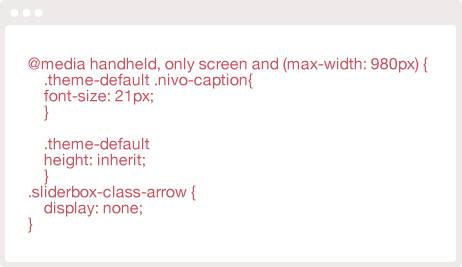 @media handheld, only screen and (max-width: 980px) {
.theme-default .nivo-caption{
font-size: 21px;
}
.theme-default
height: inherit;
}
.sliderbox-class-arrow {
display: none;
}